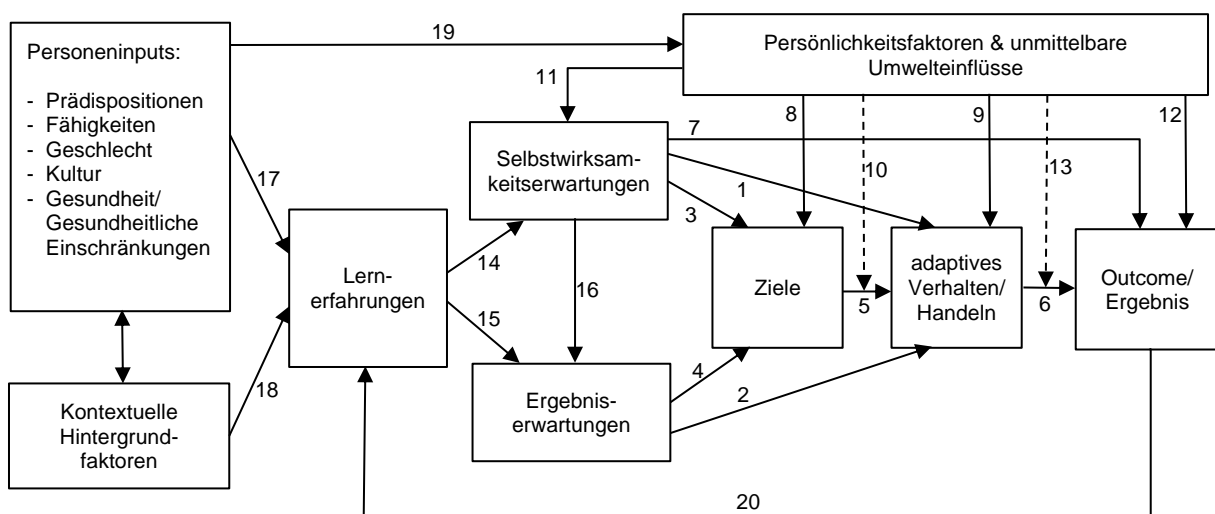 Personeninputs:
- Prädispositionen
- Fähigkeiten
- Geschlecht
- Kultur
- Gesundheit/
Gesundheitliche
Einschränkungen
19
Persönlichkeitsfaktoren & unmittelbare
Umwelteinflüsse
11
7
8
9
12
10
13
Selbstwirksam-
keitserwartungen
1
3
17
Lern-
erfahrungen
14
15
16
Ziele
5
adaptives
Verhalten/
Handeln
6
Outcome/
Ergebnis
18
Kontextuelle
Hintergrund-
faktoren
Ergebnis-
erwartungen
4
2
20